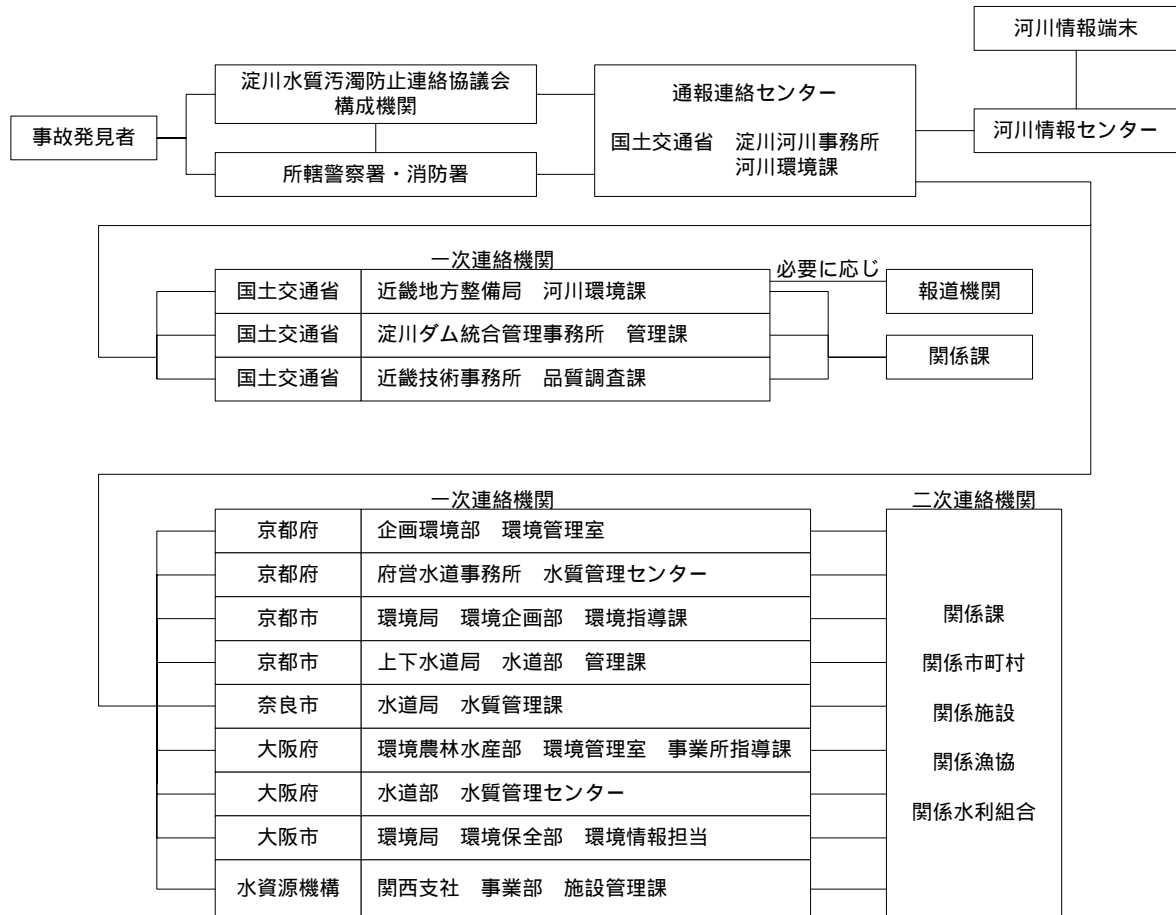 河川情報端末
淀川水質汚濁防止連絡協議会
構成機関
通報連絡センター
事故発見者
国土交通省　淀川河川事務所
河川環境課
河川情報センター
所轄警察署・消防署
一次連絡機関
必要に応じ
国土交通省　近畿地方整備局　河川環境課
報道機関
国土交通省　淀川ダム統合管理事務所　管理課
関係課
国土交通省　近畿技術事務所　品質調査課
一次連絡機関
二次連絡機関
京都府　企画環境部　環境管理室
京都府　府営水道事務所　水質管理センター
京都市　環境局　環境企画部　環境指導課
京都市　上下水道局　水道部　管理課
奈良市　水道局　水質管理課
大阪府　環境農林水産部　環境管理室　事業所指導課
大阪府　水道部　水質管理センター
大阪市　環境局　環境保全部　環境情報担当
水資源機構　関西支社　事業部　施設管理課
関係課
関係市町村
関係施設
関係漁協
関係水利組合